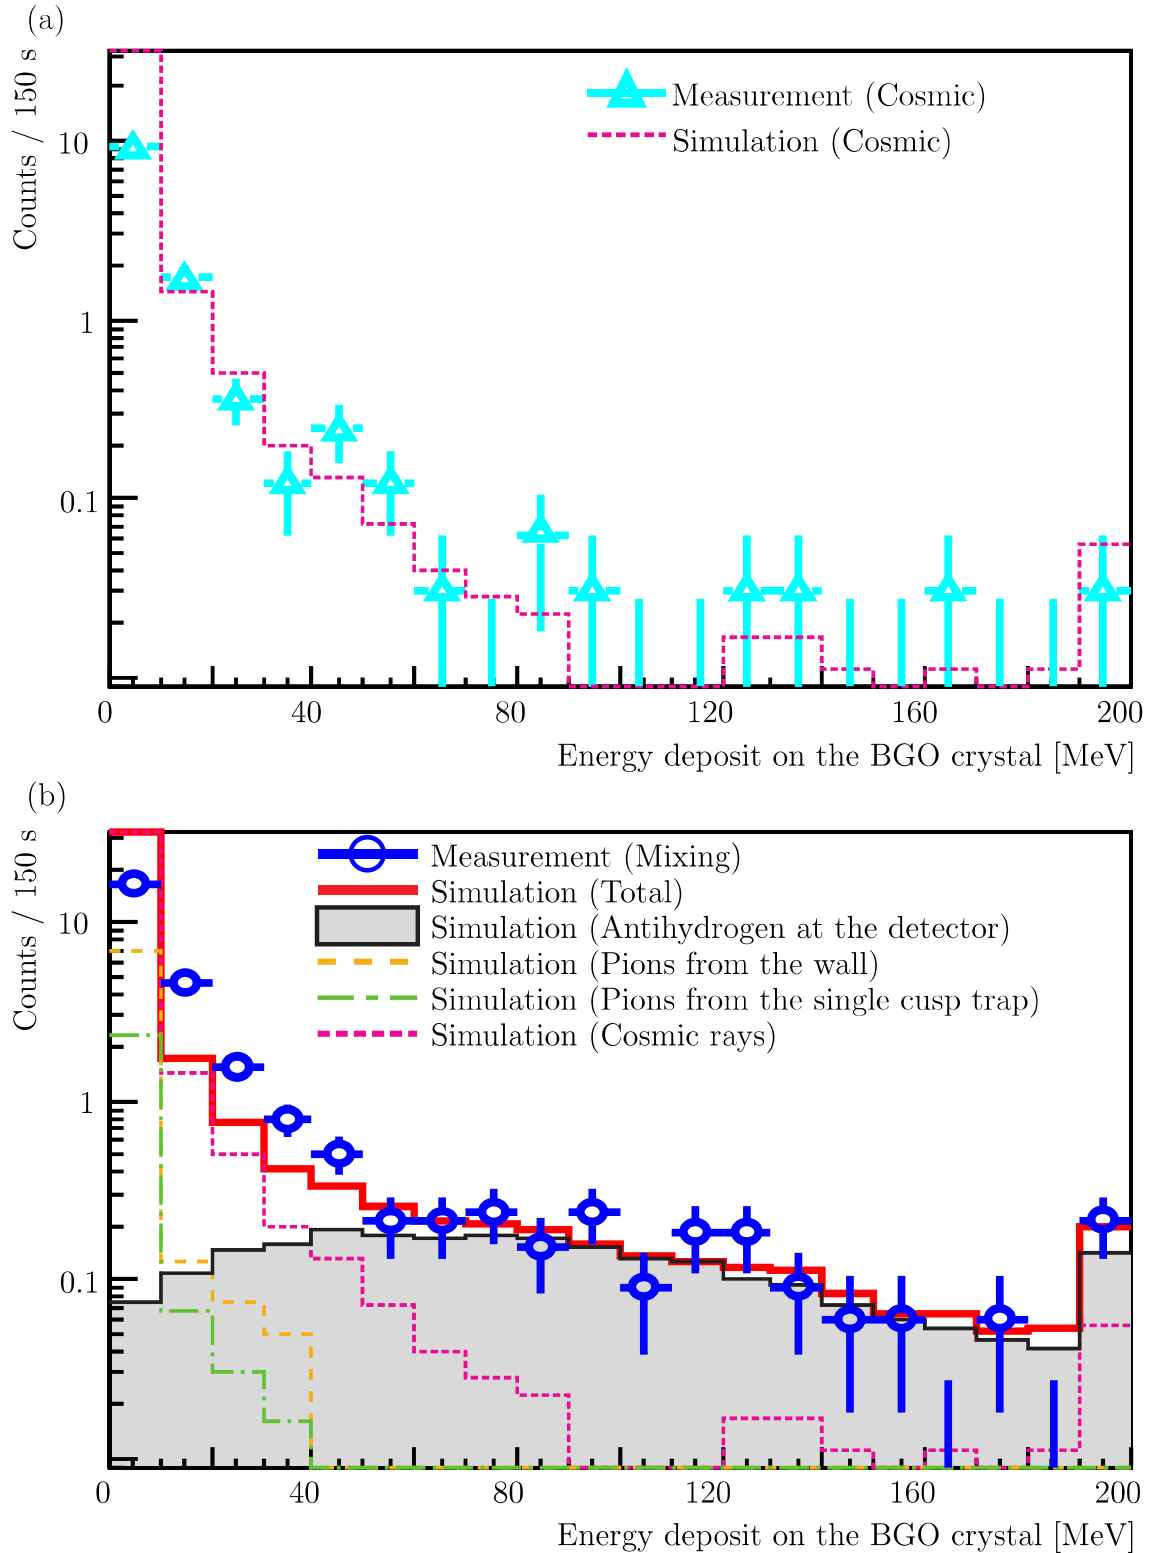 (a)
Counts / 150 s
10
1
0.1
Measurement (Cosmic)
Simulation (Cosmic)
0 40 80 120 160 200
Energy deposit on the BGO crystal [MeV]
(b)
Counts / 150 s
10
1
0.1
Measurement (Mixing)
Simulation (Total)
Simulation (Antihydrogen at the detector)
Simulation (Pions from the wall)
Simulation (Pions from the single cusp trap)
Simulation (Cosmic rays)
0 40 80 120 160 200
Energy deposit on the BGO crystal [MeV]